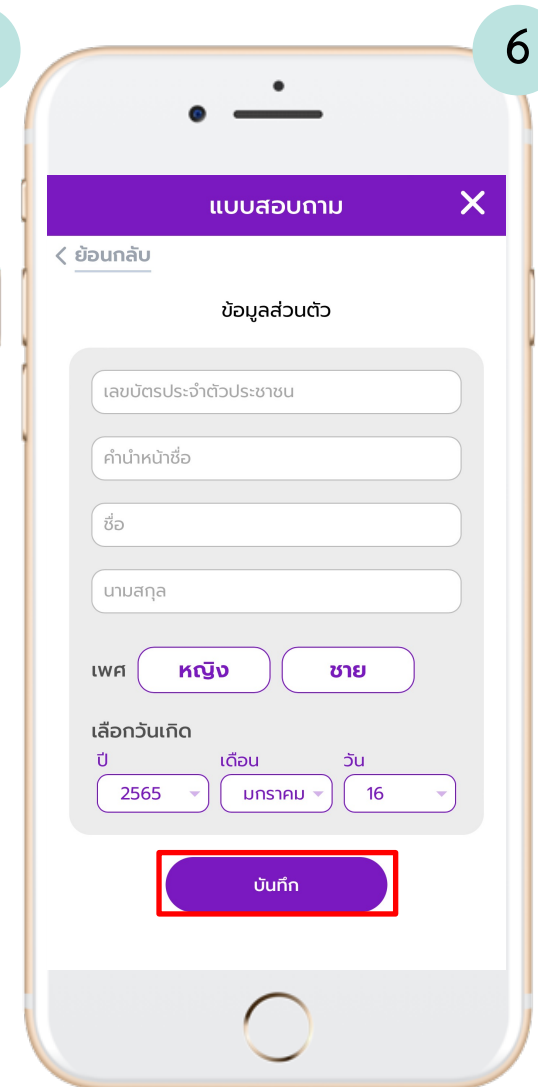 6
แบบสอบถาม
ย้อนกลับ
ข้อมูลส่วนตัว
เลขบัตรประจำตัวประชาชน
คำนำหน้าชื่อ
ชื่อ
นามสกุล
เพศ หญิง ชาย
เลือกวันเกิด
ปี เดือน วัน
2565 มกราคม 16
บันทึก